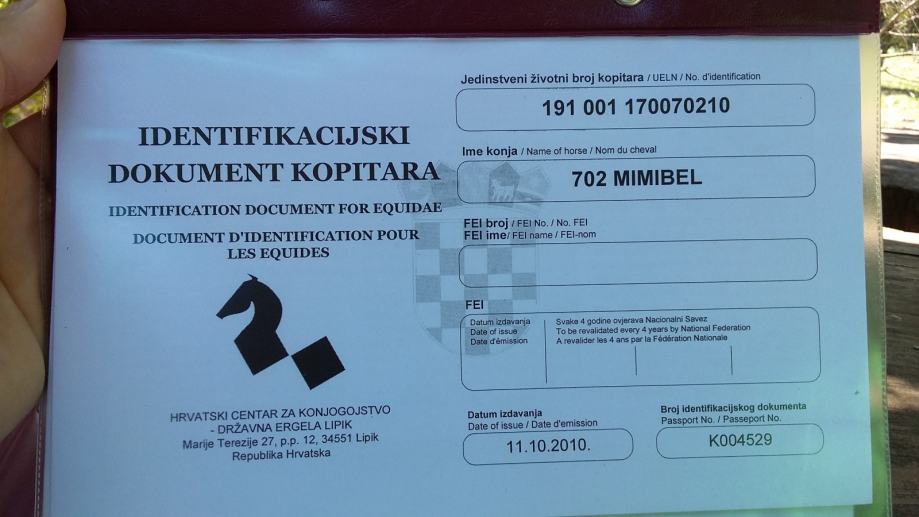 IDENTIFIKACIJSKI
DOKUMENT KOPITARA
IDENTIFICATION DOCUMENT FOR EQUIDAE
DOCUMENT D'IDENTIFICATION POUR
LES EQUIDES
HRVATSKI CENTAR ZA KONJOGOJSTVO
- DRŽAVNA ERGELA LIPIK
Marije Terezije 27, p.p. 12, 34551 Lipik
Republika Hrvatska
Jedinstveni životni broj kopitara / UELN / No. d'identification
191 001 170070210
Ime konja / Name of horse / Nom du cheval
702 MIMIBEL
FEI broj / FEI No. / No. FEI
FEI ime/ FEI name / FEI-nom
FEI
Datum izdavanja
Date of issue
Date d'émission
Svake 4 godine ovjerava Nacionalni Savez
To be revalidated every 4 years by National Federation
A revalider les 4 ans par la Fédération Nationale
Datum izdavanja
Date of issue / Date d'emission
11.10.2010.
Broj identifikacijskog dokumenta
Passport No. / Passeport No.
K004529